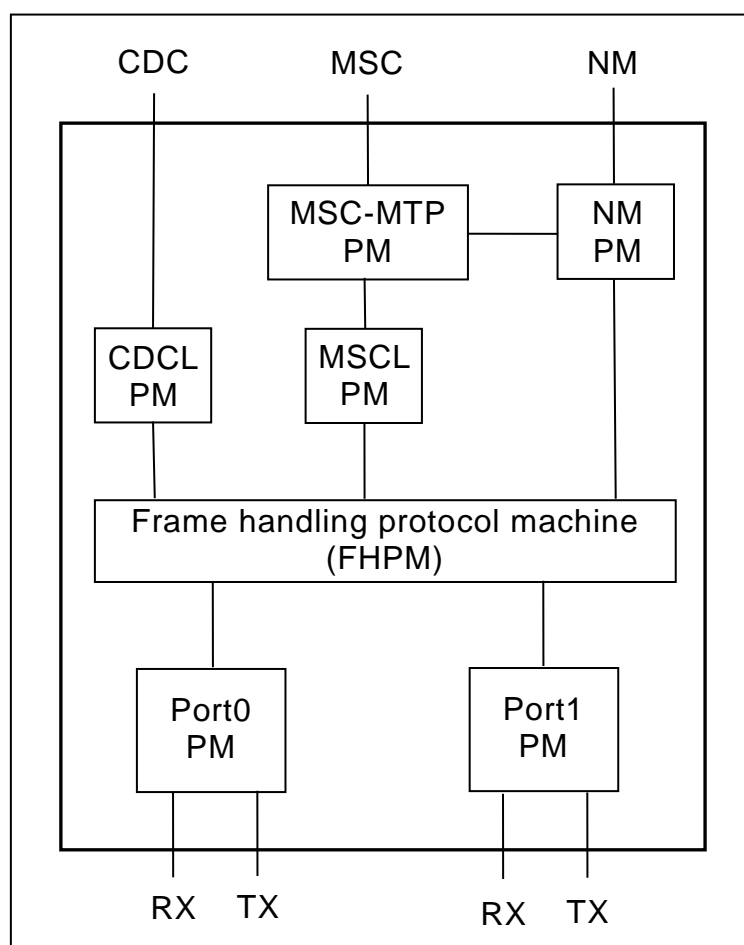 CDC
MSC
NM
MSC-MTP
PM
NM
PM
CDCL
PM
MSCL
PM
Frame handling protocol machine
(FHPM)
Port0
PM
Port1
PM
RX
TX
RX
TX